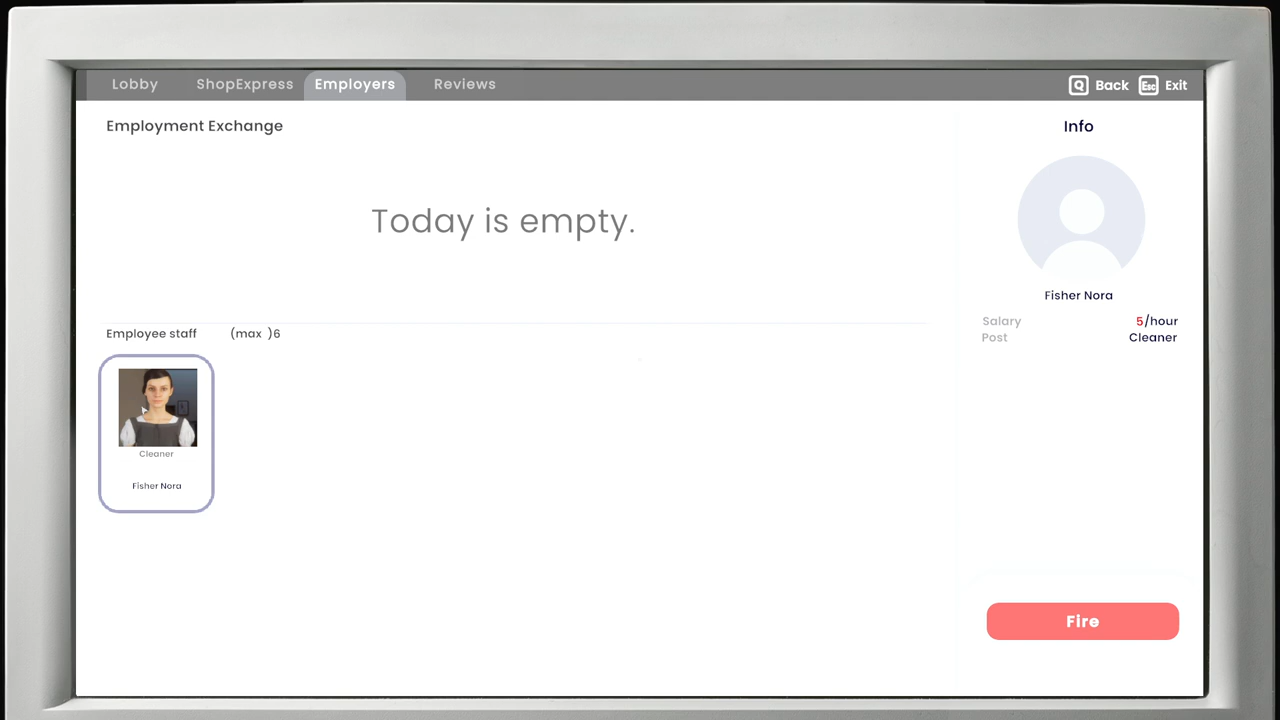 Lobby ShopExpress Employers Reviews Q Back Esc Exit
Employment Exchange
Today is empty.
Employee staff (max )6
Cleaner
Fisher Nora
Info
Fisher Nora
Salary 5/hour
Post Cleaner
Fire